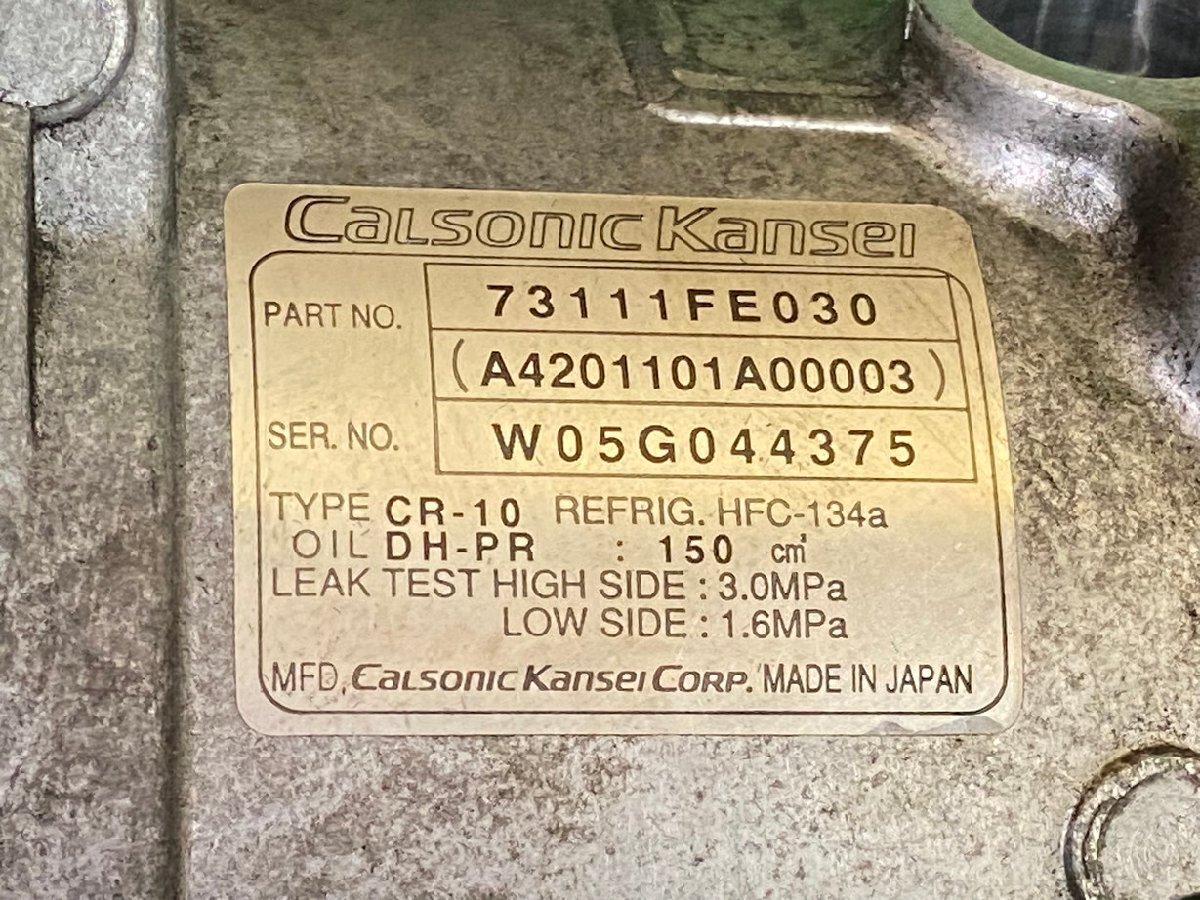 CALSONIC KANSEI
PART NO. 73111FE030
(A4201101A00003)
SER. NO. W05G044375
TYPE CR-10 REFRIG. HFC-134a
OIL DH-PR : 150 cm³
LEAK TEST HIGH SIDE : 3.0MPa
LOW SIDE : 1.6MPa
MFD. CALSONIC KANSEI CORP. MADE IN JAPAN